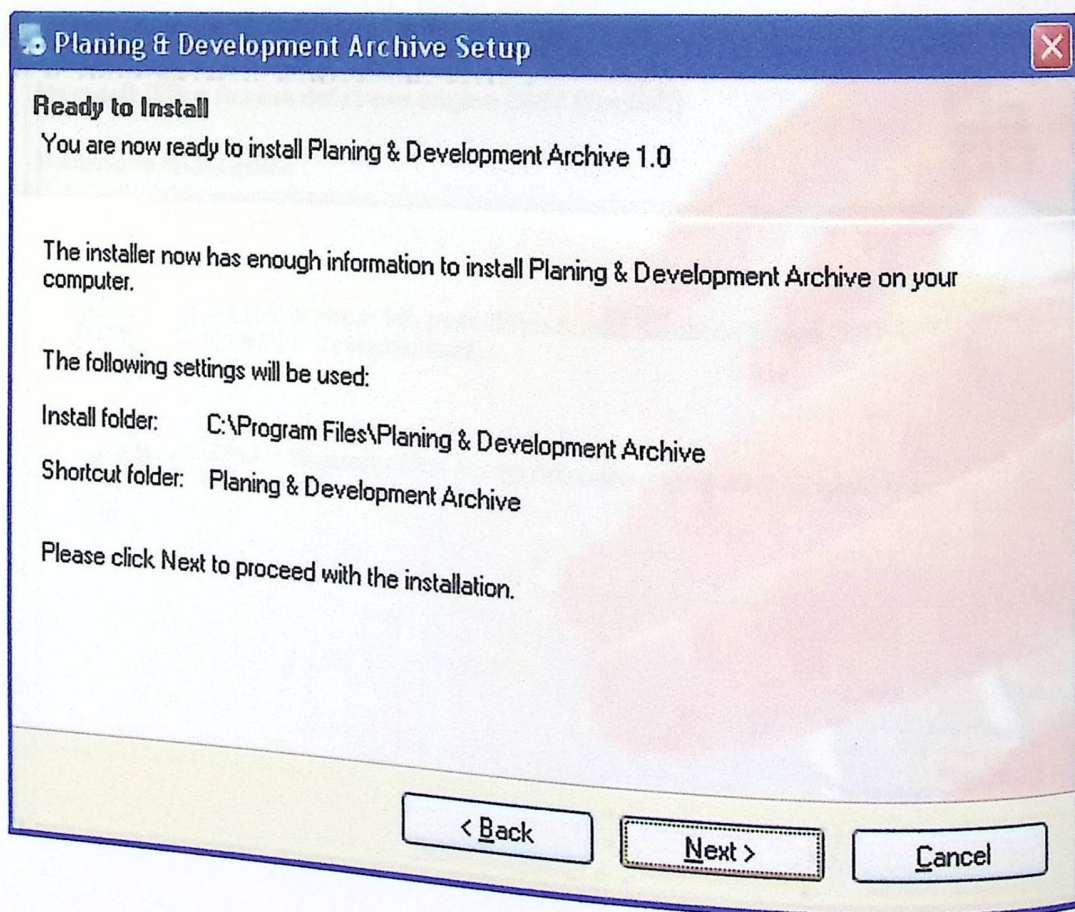 Planing & Development Archive Setup
Ready to Install
You are now ready to install Planing & Development Archive 1.0
The installer now has enough information to install Planing & Development Archive on your
computer.
The following settings will be used:
Install folder: C:\Program Files\Planing & Development Archive
Shortcut folder: Planing & Development Archive
Please click Next to proceed with the installation.
< Back Next > Cancel